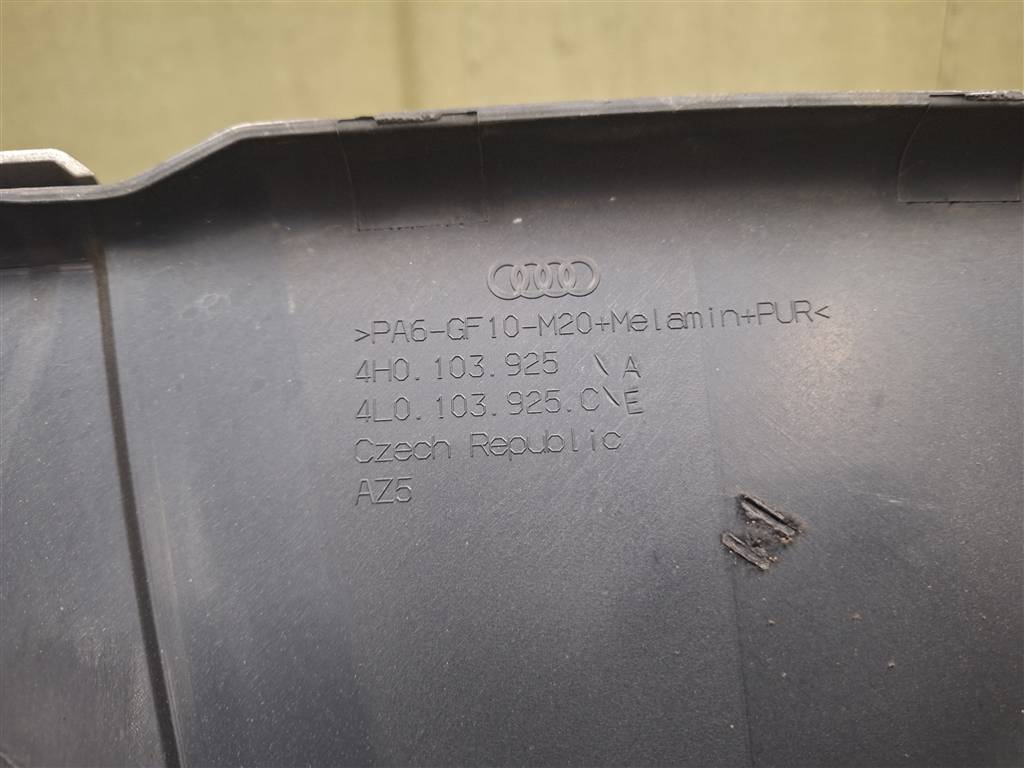 >PA6-GF10-M20+Melamin+PUR<
4H0.103.925 \ A
4L0.103.925.C\E
Czech Republic
AZ5